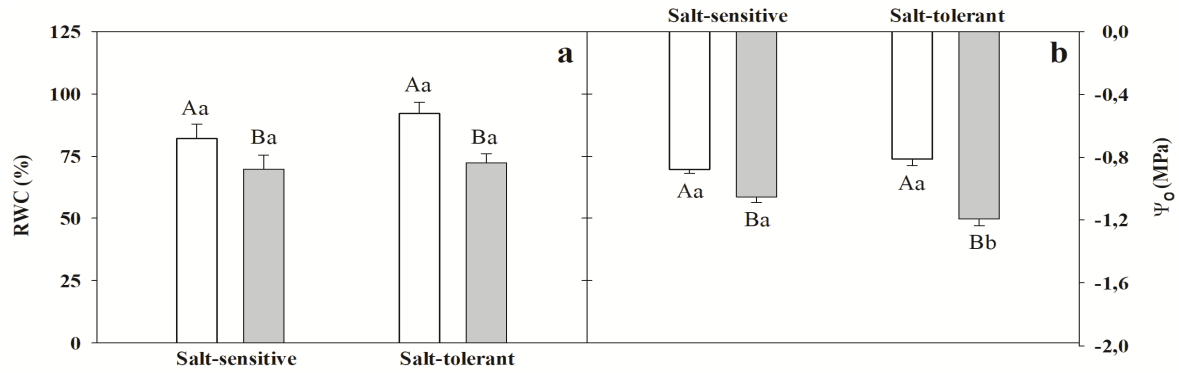 Salt-sensitive Salt-tolerant
125
100
75
50
25
0
RWC (%)
a
Aa
Ba
Aa
Ba
Salt-sensitive Salt-tolerant
b
Aa
Ba
Aa
Bb
0,0
-0,4
-0,8
-1,2
-1,6
-2,0
Ψo (MPa)